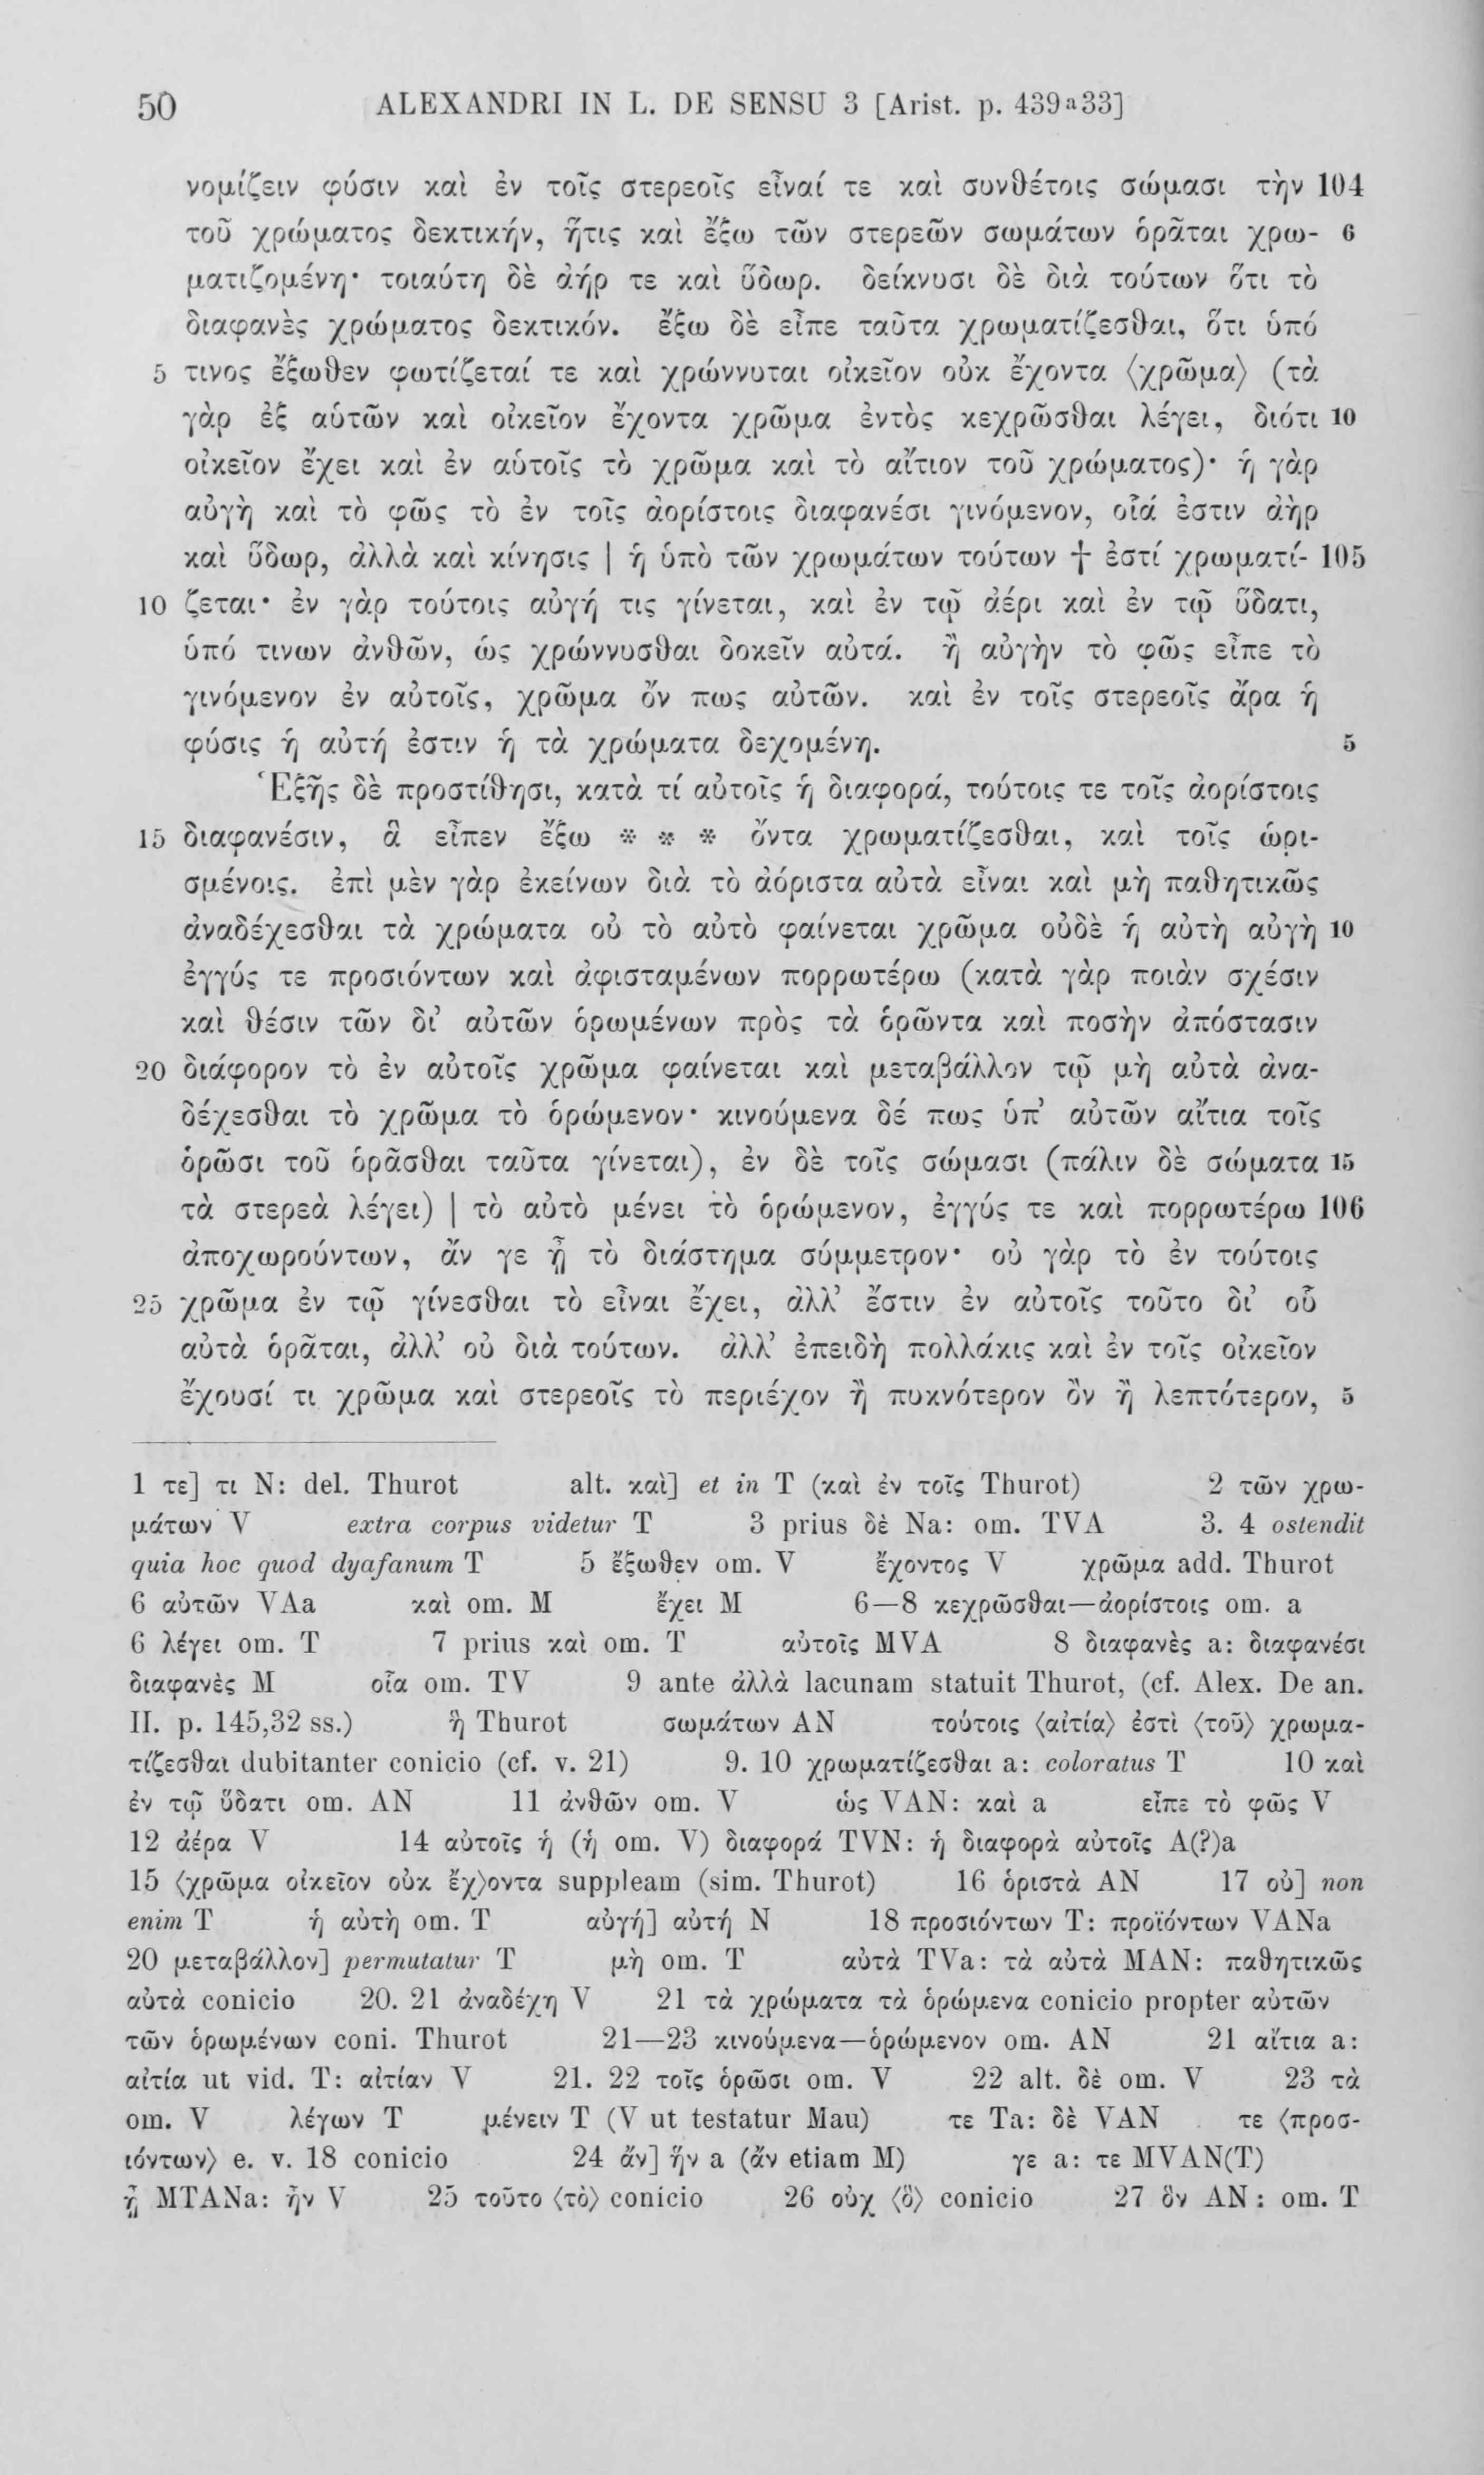 50 ALEXANDRI IN L. DE SENSU 3 [Arist. p. 439a33]
νομίζειν φύσιν καὶ ἐν τοῖς στερεοῖς εἶναί τε καὶ συνθέτοις σώμασι τὴν 104
τοῦ χρώματος δεκτικήν, ἥτις καὶ ἔξω τῶν στερεῶν σωμάτων ὁρᾶται χρω- 6
ματιζομένη· τοιαύτη δὲ ἀήρ τε καὶ ὕδωρ. δείκνυσι δὲ διὰ τούτων ὅτι τὸ
διαφανὲς χρώματος δεκτικόν. ἔξω δὲ εἶπε ταῦτα χρωματίζεσθαι, ὅτι ὑπό
5 τινος ἔξωθεν φωτίζεταί τε καὶ χρώννυται οἰκεῖον οὐκ ἔχοντα ⟨χρῶμα⟩ (τὰ
γὰρ ἐξ αὑτῶν καὶ οἰκεῖον ἔχοντα χρῶμα ἐντὸς κεχρῶσθαι λέγει, διότι 10
οἰκεῖον ἔχει καὶ ἐν αὑτοῖς τὸ χρῶμα καὶ τὸ αἴτιον τοῦ χρώματος)· ἡ γὰρ
αὐγὴ καὶ τὸ φῶς τὸ ἐν τοῖς ἀορίστοις διαφανέσι γινόμενον, οἷά ἐστιν ἀὴρ
καὶ ὕδωρ, ἀλλὰ καὶ κίνησις | ἡ ὑπὸ τῶν χρωμάτων τούτων † ἐστί χρωματί- 105
10 ζεται· ἐν γὰρ τούτοις αὐγή τις γίνεται, καὶ ἐν τῷ ἀέρι καὶ ἐν τῷ ὕδατι,
ὑπό τινων ἀνθῶν, ὡς χρώννυσθαι δοκεῖν αὐτά. ἢ αὐγὴν τὸ φῶς εἶπε τὸ
γινόμενον ἐν αὐτοῖς, χρῶμα ὄν πως αὐτῶν. καὶ ἐν τοῖς στερεοῖς ἄρα ἡ
φύσις ἡ αὐτή ἐστιν ἡ τὰ χρώματα δεχομένη. 5
Ἑξῆς δὲ προστίθησι, κατὰ τί αὐτοῖς ἡ διαφορά, τούτοις τε τοῖς ἀορίστοις
15 διαφανέσιν, ἃ εἶπεν ἔξω * * * ὄντα χρωματίζεσθαι, καὶ τοῖς ὡρι-
σμένοις. ἐπὶ μὲν γὰρ ἐκείνων διὰ τὸ ἀόριστα αὐτὰ εἶναι καὶ μὴ παθητικῶς
ἀναδέχεσθαι τὰ χρώματα οὐ τὸ αὐτὸ φαίνεται χρῶμα οὐδὲ ἡ αὐτὴ αὐγὴ 10
ἐγγύς τε προσιόντων καὶ ἀφισταμένων πορρωτέρω (κατὰ γὰρ ποιὰν σχέσιν
καὶ θέσιν τῶν δι’ αὐτῶν ὁρωμένων πρὸς τὰ ὁρῶντα καὶ ποσὴν ἀπόστασιν
20 διάφορον τὸ ἐν αὐτοῖς χρῶμα φαίνεται καὶ μεταβάλλον τῷ μὴ αὐτὰ ἀνα-
δέχεσθαι τὸ χρῶμα τὸ ὁρώμενον· κινούμενα δέ πως ὑπ’ αὐτῶν αἴτια τοῖς
ὁρῶσι τοῦ ὁρᾶσθαι ταῦτα γίνεται), ἐν δὲ τοῖς σώμασι (πάλιν δὲ σώματα 15
τὰ στερεὰ λέγει) | τὸ αὐτὸ μένει τὸ ὁρώμενον, ἐγγύς τε καὶ πορρωτέρω 106
ἀποχωρούντων, ἄν γε ᾖ τὸ διάστημα σύμμετρον· οὐ γὰρ τὸ ἐν τούτοις
25 χρῶμα ἐν τῷ γίνεσθαι τὸ εἶναι ἔχει, ἀλλ’ ἔστιν ἐν αὐτοῖς τοῦτο δι’ οὗ
αὐτὰ ὁρᾶται, ἀλλ’ οὐ διὰ τούτων. ἀλλ’ ἐπειδὴ πολλάκις καὶ ἐν τοῖς οἰκεῖον
ἔχουσί τι χρῶμα καὶ στερεοῖς τὸ περιέχον ἢ πυκνότερον ὂν ἢ λεπτότερον, 5
1 τε] τι N: del. Thurot alt. καὶ] et in T (καὶ ἐν τοῖς Thurot) 2 τῶν χρω-
μάτων V extra corpus videtur T 3 prius δὲ Na: om. TVA 3. 4 ostendit
quia hoc quod dyafanum T 5 ἔξωθεν om. V ἔχοντος V χρῶμα add. Thurot
6 αὐτῶν VAa καὶ om. M ἔχει M 6—8 κεχρῶσθαι—ἀορίστοις om. a
6 λέγει om. T 7 prius καὶ om. T αὐτοῖς MVA 8 διαφανὲς a: διαφανέσι
διαφανὲς M οἷα om. TV 9 ante ἀλλὰ lacunam statuit Thurot, (cf. Alex. De an.
II. p. 145,32 ss.) ἢ Thurot σωμάτων AN τούτοις ⟨αἰτία⟩ ἐστὶ ⟨τοῦ⟩ χρωμα-
τίζεσθαι dubitanter conicio (cf. v. 21) 9. 10 χρωματίζεσθαι a: coloratus T 10 καὶ
ἐν τῷ ὕδατι om. AN 11 ἀνθῶν om. V ὡς VAN: καὶ a εἶπε τὸ φῶς V
12 ἀέρα V 14 αὐτοῖς ἡ (ἡ om. V) διαφορά TVN: ἡ διαφορὰ αὐτοῖς A(?)a
15 ⟨χρῶμα οἰκεῖον οὐκ ἔχ⟩οντα suppleam (sim. Thurot) 16 ὁριστὰ AN 17 οὐ] non
enim T ἡ αὐτὴ om. T αὐγή] αὐτή N 18 προσιόντων T: προϊόντων VANa
20 μεταβάλλον] permutatur T μὴ om. T αὐτὰ TVa: τὰ αὐτὰ MAN: παθητικῶς
αὐτὰ conicio 20. 21 ἀναδέχη V 21 τὰ χρώματα τὰ ὁρώμενα conicio propter αὐτῶν
τῶν ὁρωμένων coni. Thurot 21—23 κινούμενα—ὁρώμενον om. AN 21 αἴτια a:
αἰτία ut vid. T: αἰτίαν V 21. 22 τοῖς ὁρῶσι om. V 22 alt. δὲ om. V 23 τὰ
om. V λέγων T μένειν T (V ut testatur Mau) τε Ta: δὲ VAN τε ⟨προσ-
ιόντων⟩ e. v. 18 conicio 24 ἄν] ἥν a (ἄν etiam M) γε a: τε MVAN(T)
ᾖ MTANa: ἦν V 25 τοῦτο ⟨τὸ⟩ conicio 26 οὐχ ⟨ὃ⟩ conicio 27 ὃν AN: om. T